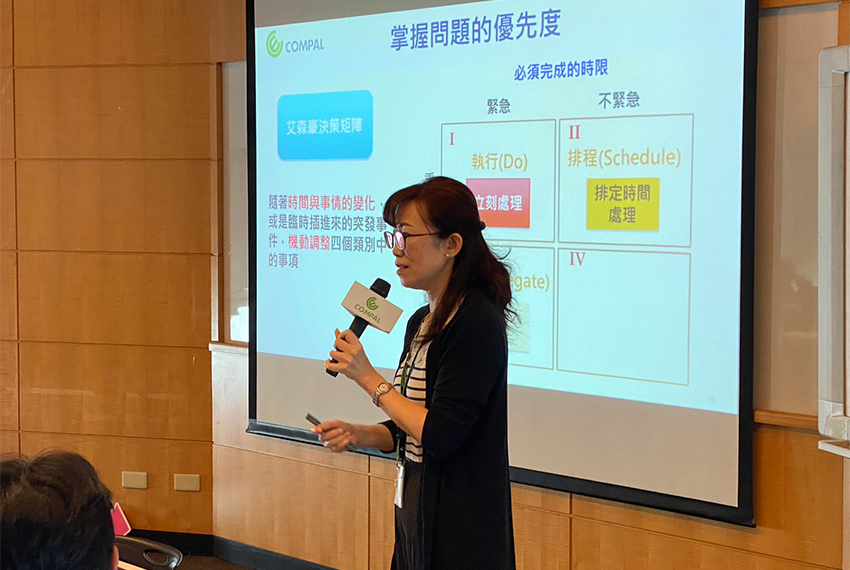 COMPAL
掌握問題的優先度
必須完成的時限
緊急
不緊急
艾森豪決策矩陣
I
執行(Do)
立刻處理
II
排程(Schedule)
排定時間
處理
隨著時間與事情的變化，
或是臨時插進來的突發事
件，機動調整四個類別中
的事項
egate)
IV
COMPAL